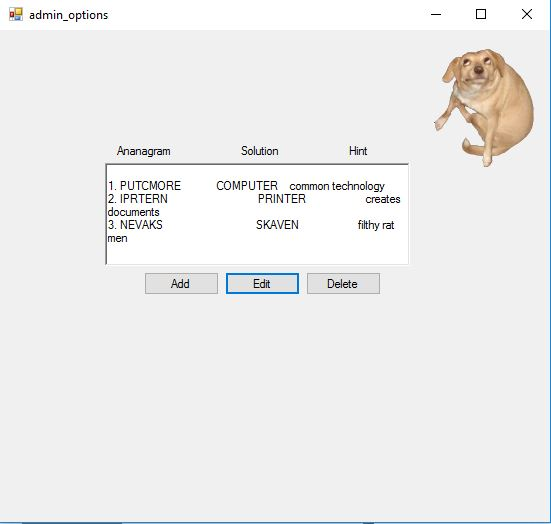 admin_options
Ananagram Solution Hint
1. PUTCMORE COMPUTER common technology
2. IPRTERN PRINTER creates
documents
3. NEVAKS SKAVEN filthy rat
men
Add Edit Delete